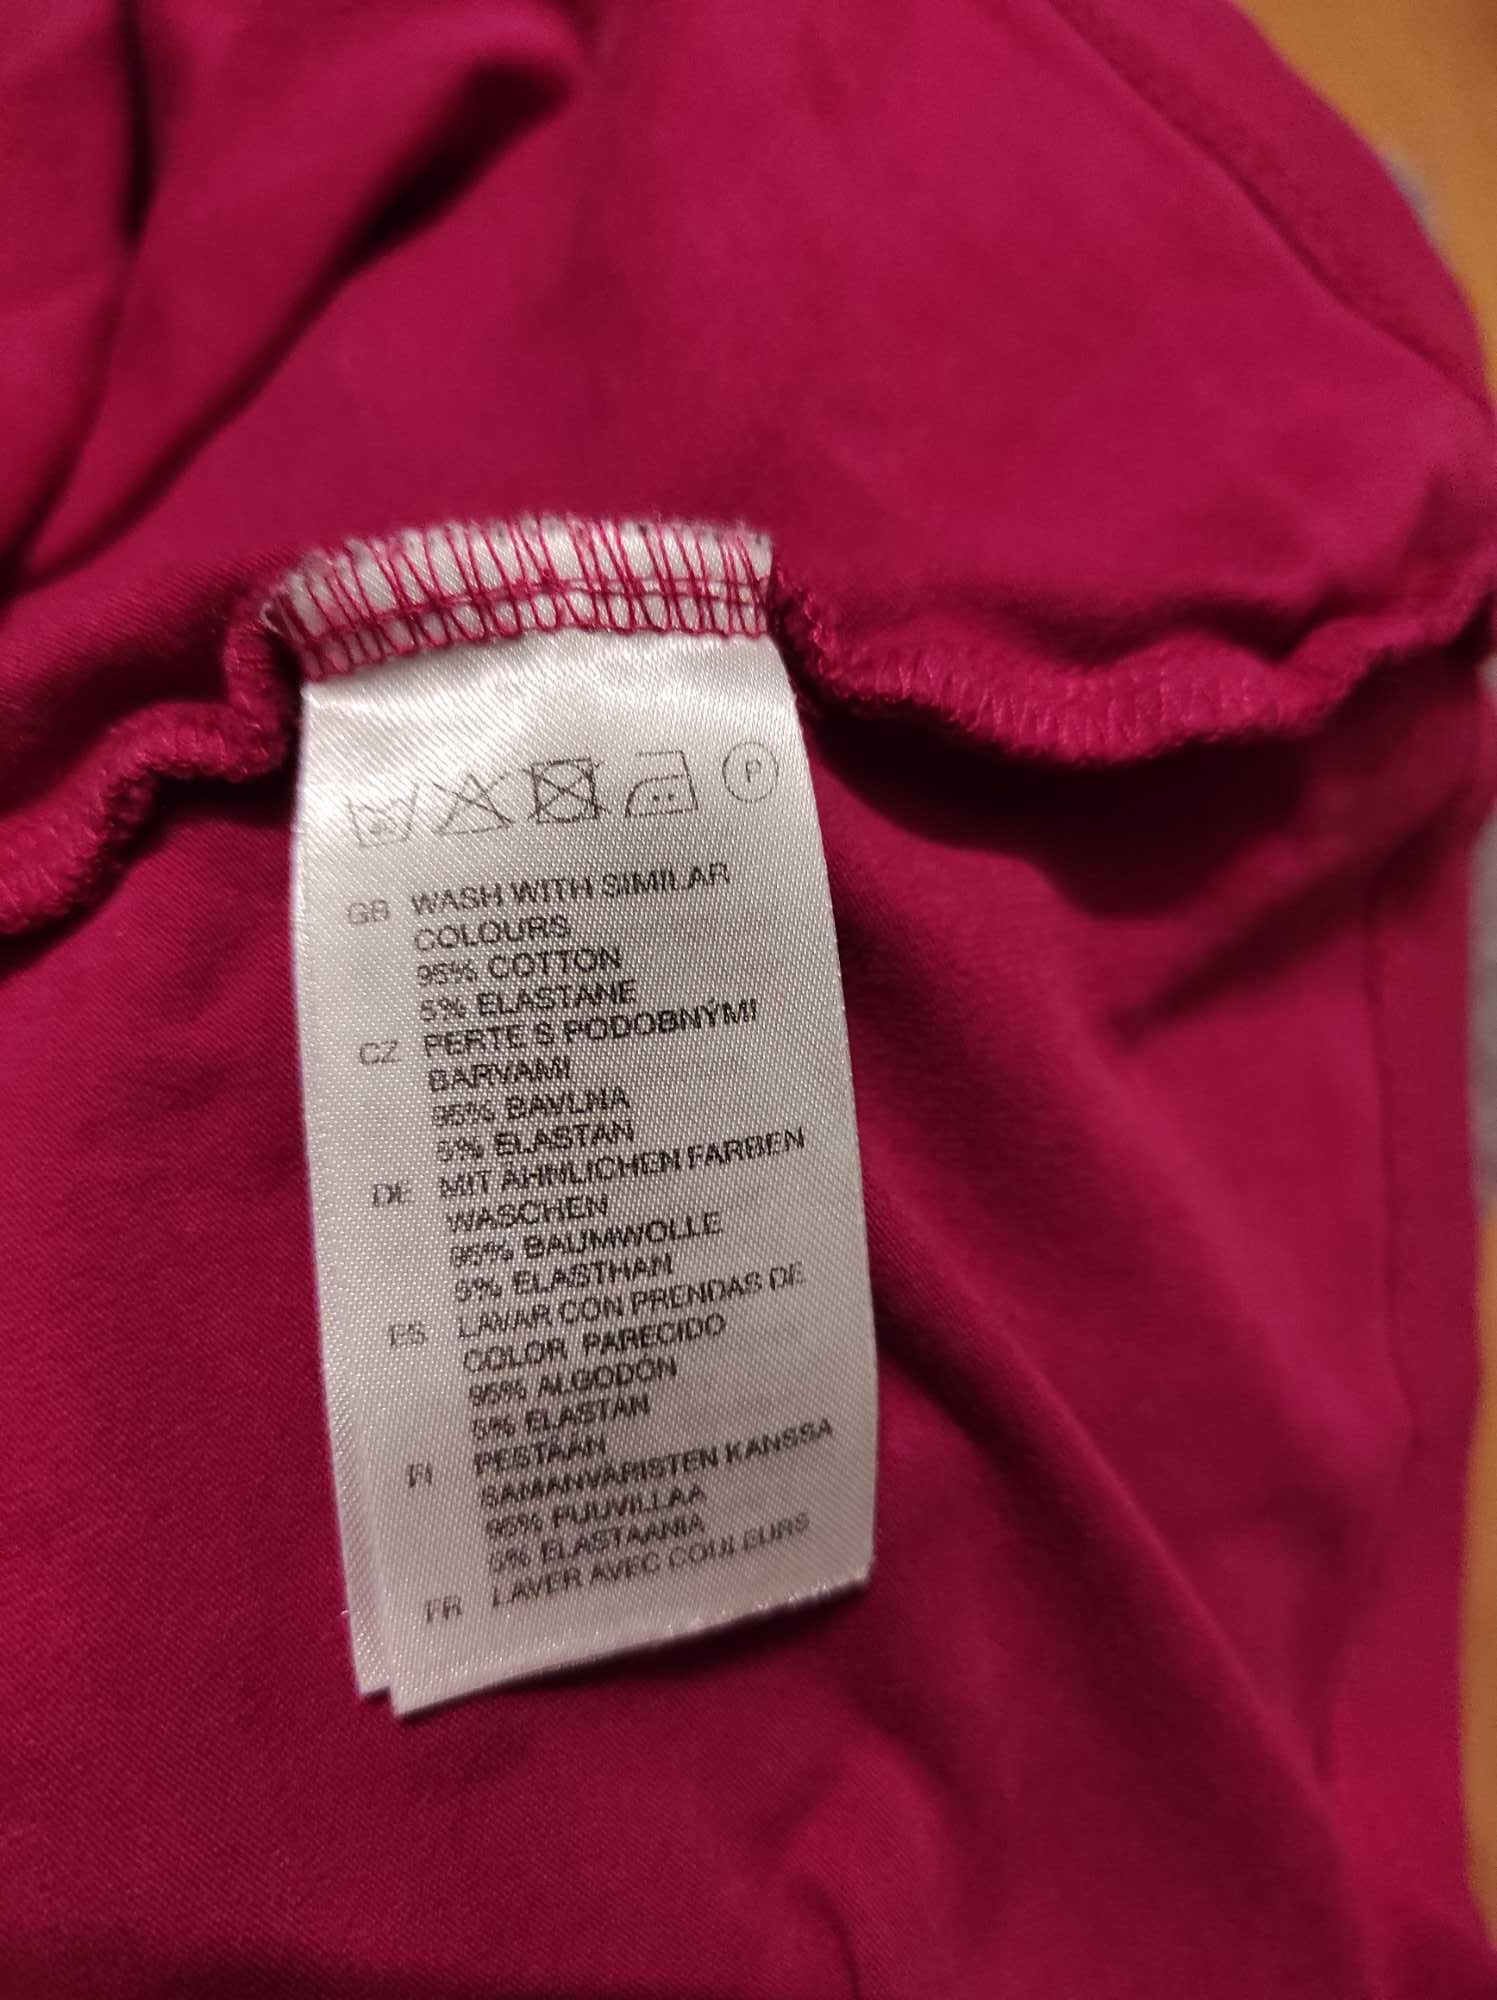 P
GB WASH WITH SIMILAR
COLOURS
95% COTTON
5% ELASTANE
CZ PERTE S PODOBNÝMI
BARVAMI
95% BAVLNA
5% ELASTAN
DE MIT ÄHNLICHEN FARBEN
WASCHEN
95% BAUMWOLLE
5% ELASTHAN
ES LAVAR CON PRENDAS DE
COLOR PARECIDO
95% ALGODÓN
5% ELASTAN
FI PESTÄÄN
SAMANVÄRISTEN KANSSA
95% PUUVILLAA
5% ELASTAANIA
FR LAVER AVEC COULEURS